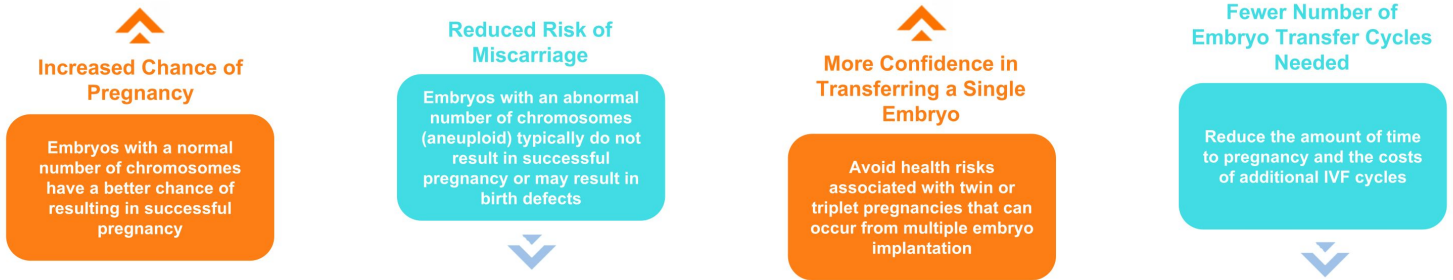 Increased Chance of
Pregnancy
Embryos with a normal
number of chromosomes
have a better chance of
resulting in successful
pregnancy
Reduced Risk of
Miscarriage
Embryos with an abnormal
number of chromosomes
(aneuploid) typically do not
result in successful
pregnancy or may result in
birth defects
More Confidence in
Transferring a Single
Embryo
Avoid health risks
associated with twin or
triplet pregnancies that can
occur from multiple embryo
implantation
Fewer Number of
Embryo Transfer Cycles
Needed
Reduce the amount of time
to pregnancy and the costs
of additional IVF cycles